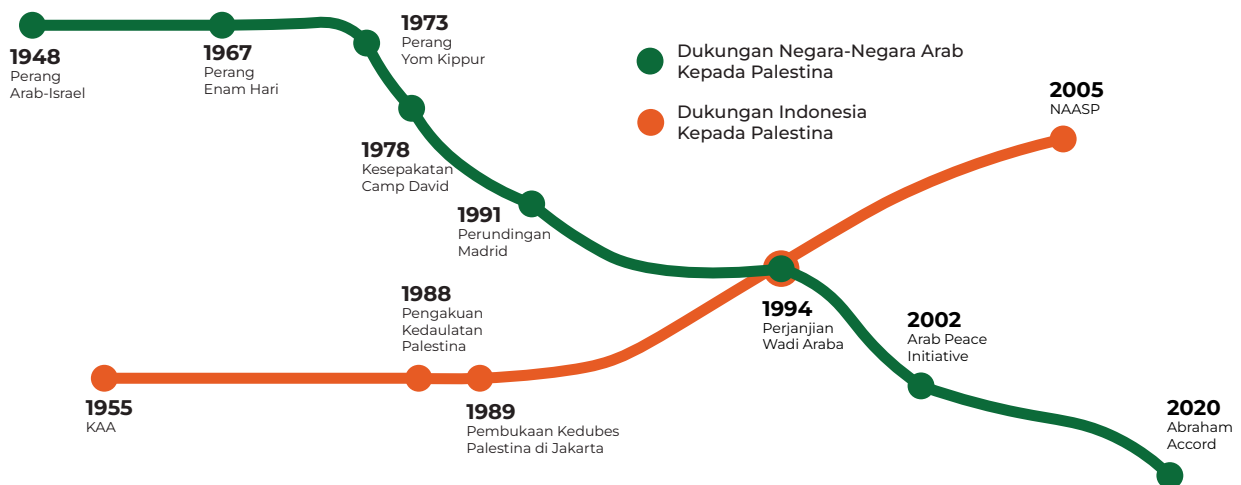 1948
Perang
Arab-Israel
1967
Perang
Enam Hari
1973
Perang
Yom Kippur
1978
Kesepakatan
Camp David
1991
Perundingan
Madrid
Dukungan Negara-Negara Arab
Kepada Palestina
Dukungan Indonesia
Kepada Palestina
2005
NAASP
1988
Pengakuan
Kedaulatan
Palestina
1994
Perjanjian
Wadi Araba
2002
Arab Peace
Initiative
1955
KAA
1989
Pembukaan Kedubes
Palestina di Jakarta
2020
Abraham
Accord